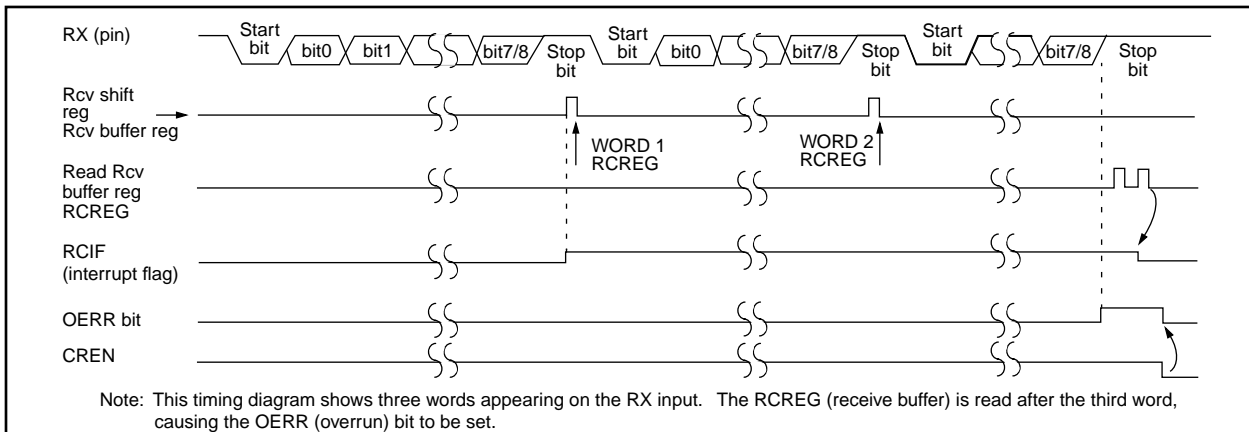 RX (pin)
Start
bit
bit0
bit1
bit7/8
Stop
bit
Start
bit
bit0
bit7/8
Stop
bit
Start
bit
bit7/8
Stop
bit
Rcv shift
reg
Rcv buffer reg
WORD 1
RCREG
WORD 2
RCREG
Read Rcv
buffer reg
RCREG
RCIF
(interrupt flag)
OERR bit
CREN
Note: This timing diagram shows three words appearing on the RX input. The RCREG (receive buffer) is read after the third word,
causing the OERR (overrun) bit to be set.